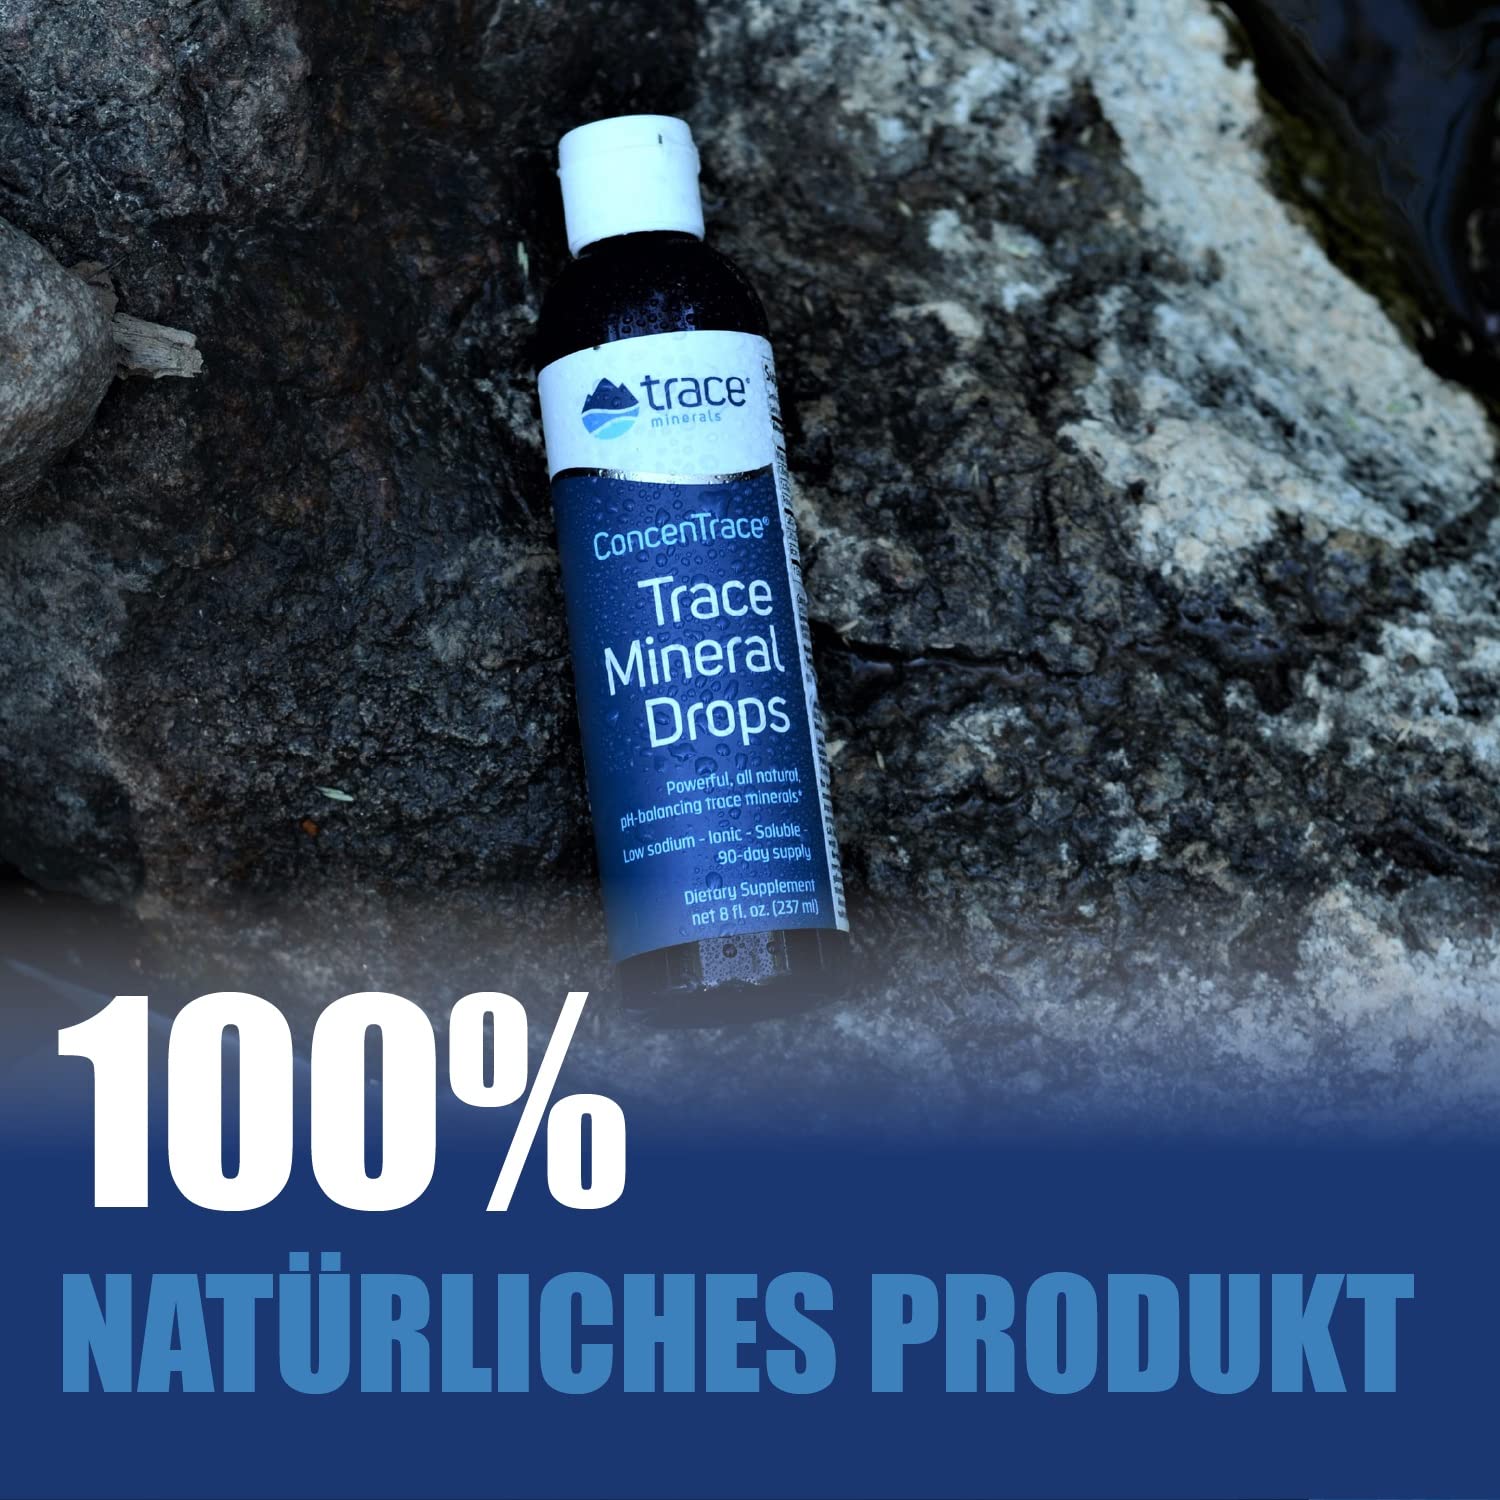 trace®
minerals
ConcenTrace®
Trace
Mineral
Drops
Powerful, all natural,
pH-balancing trace minerals*
Low sodium - Ionic - Soluble -
90-day supply
Dietary Supplement
net 8 fl. oz. (237 ml)
100%
NATÜRLICHES PRODUKT